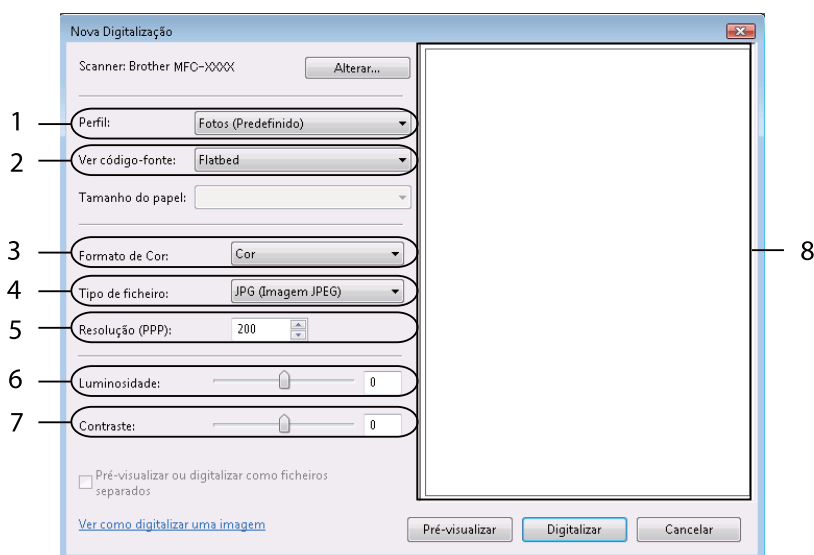 Nova Digitalização
Scanner: Brother MFC-XXXX
Alterar...
1
Perfil:
Fotos (Predefinido)
2
Ver código-fonte:
Flatbed
Tamanho do papel:
3
Formato de Cor:
Cor
4
Tipo de ficheiro:
JPG (Imagem JPEG)
5
Resolução (PPP):
200
6
Luminosidade:
0
7
Contraste:
0
8
Pré-visualizar ou digitalizar como ficheiros
separados
Ver como digitalizar uma imagem
Pré-visualizar
Digitalizar
Cancelar